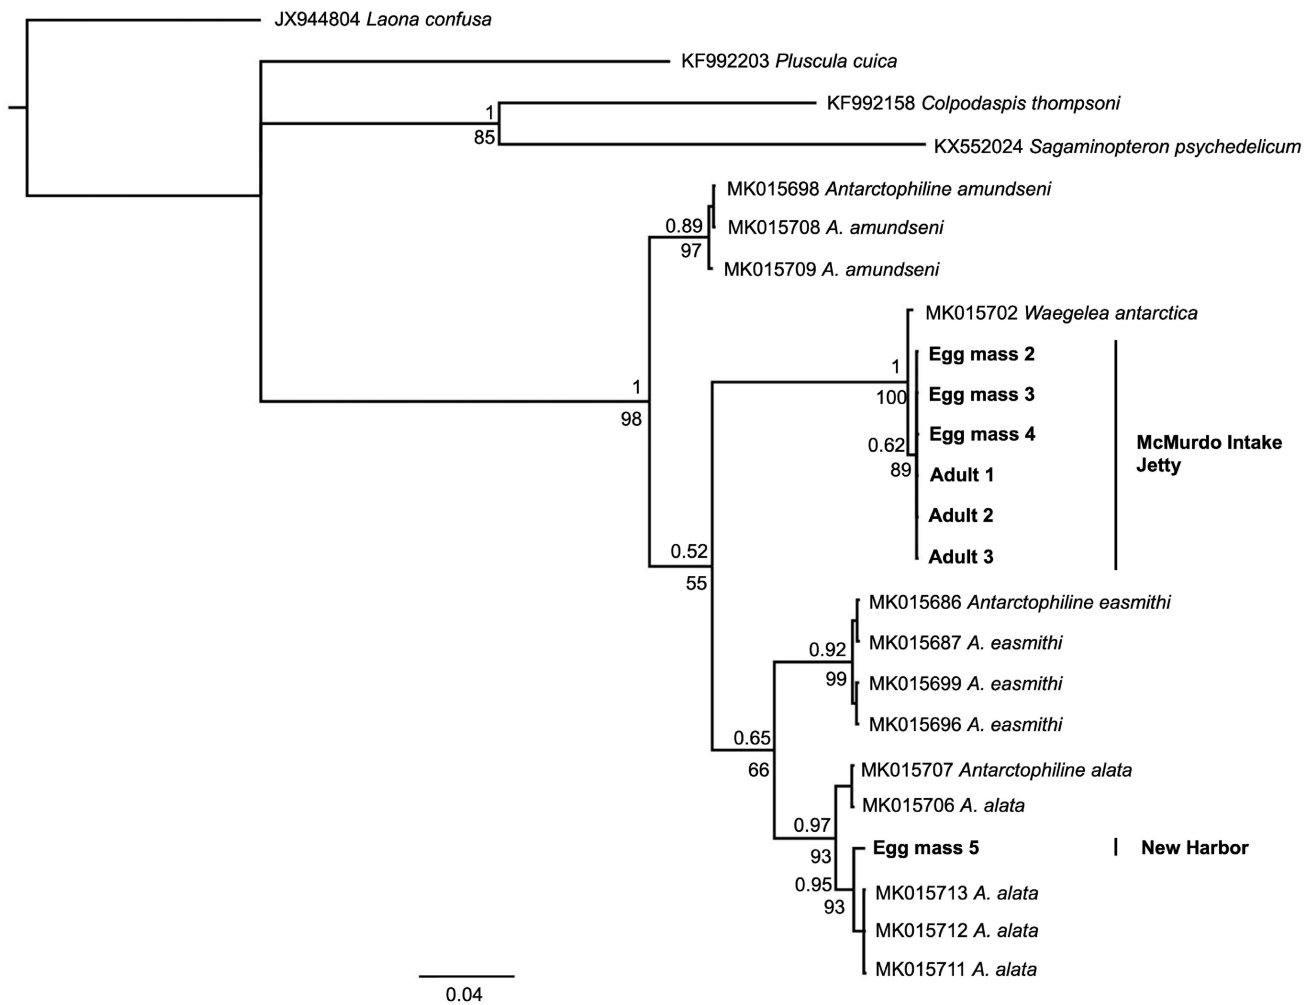 JX944804 Laona confusa
KF992203 Pluscula cuica
KF992158 Colpodaspis thompsoni
1
85
KX552024 Sagaminopteron psychedelicum
MK015698 Antarctophiline amundseni
0.89
MK015708 A. amundseni
97
MK015709 A. amundseni
MK015702 Waegelea antarctica
Egg mass 2
1
100
Egg mass 3
1
98
Egg mass 4
0.62
89
McMurdo Intake
Jetty
Adult 1
Adult 2
Adult 3
0.52
55
MK015686 Antarctophiline easmithi
MK015687 A. easmithi
0.92
99
MK015699 A. easmithi
MK015696 A. easmithi
0.65
66
MK015707 Antarctophiline alata
MK015706 A. alata
0.97
93
Egg mass 5
New Harbor
0.95
93
MK015713 A. alata
MK015712 A. alata
MK015711 A. alata
0.04